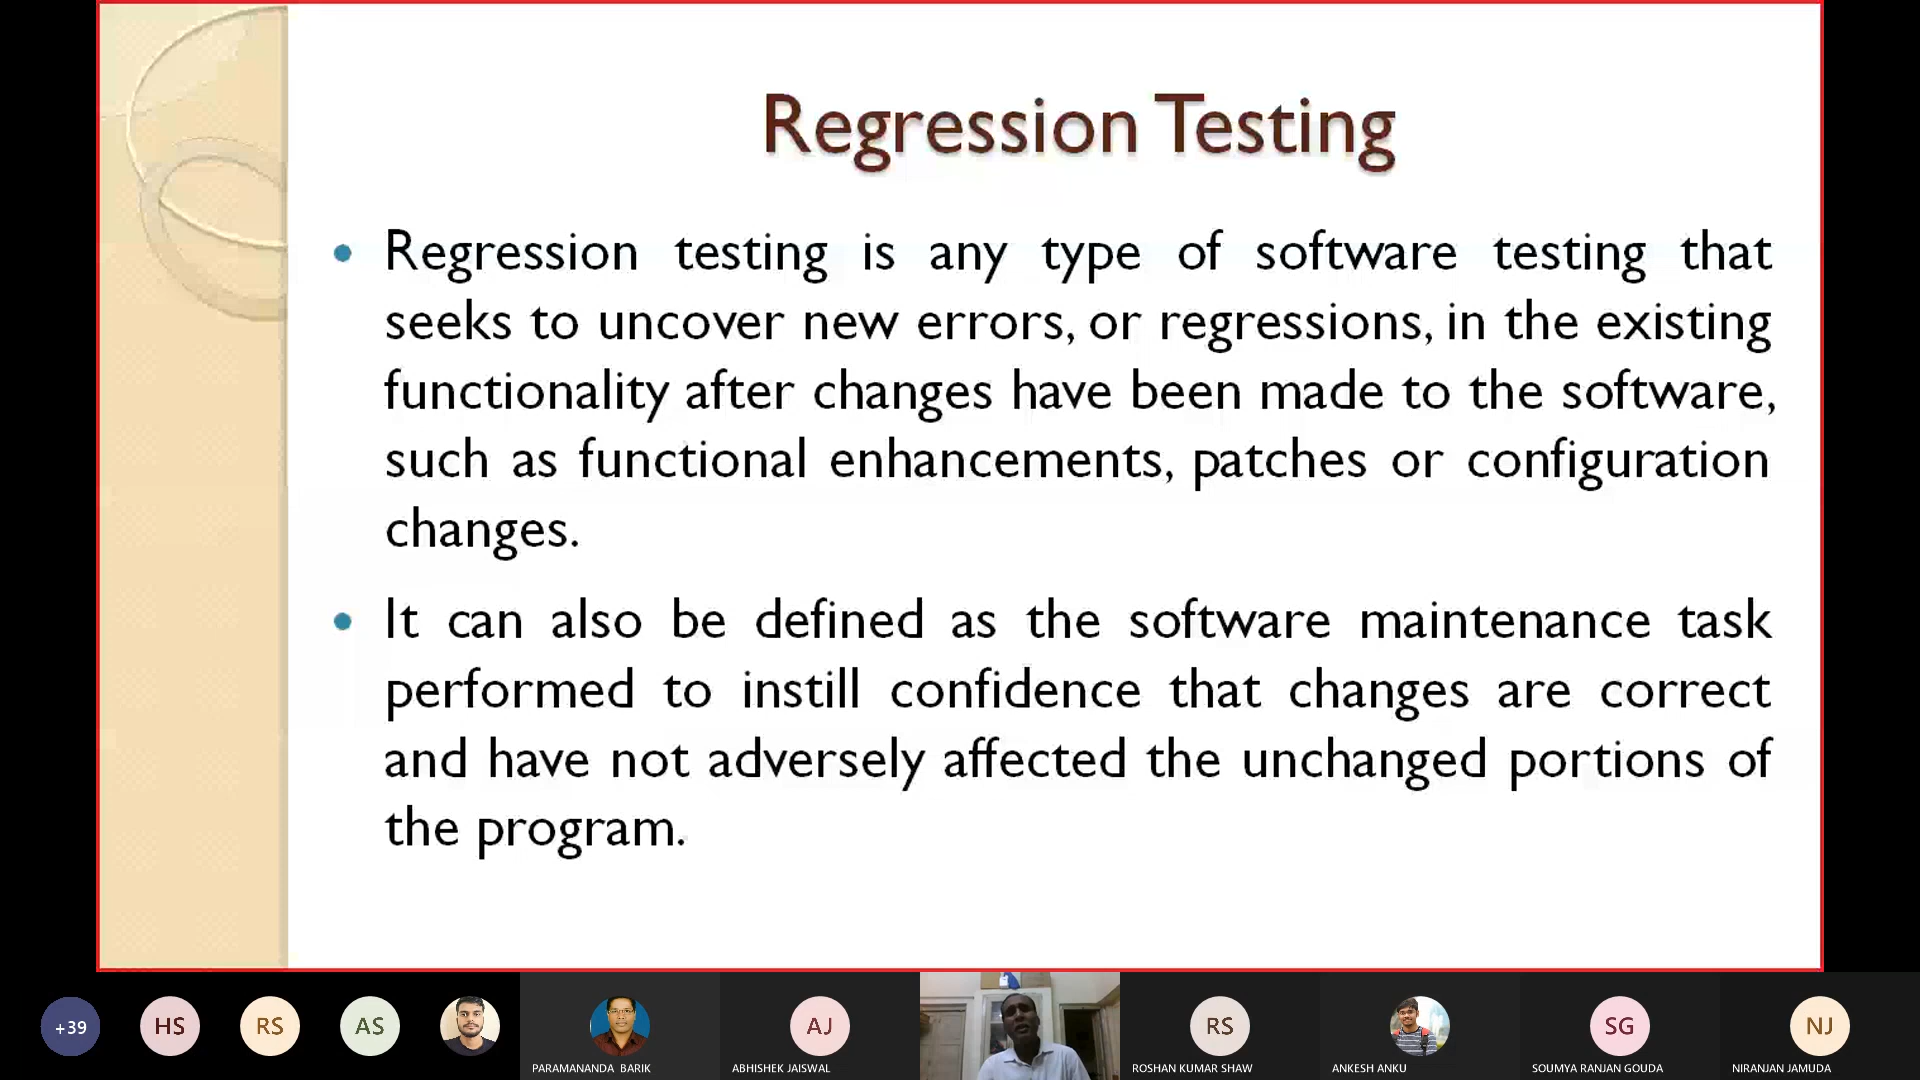 Regression Testing
• Regression testing is any type of software testing that
seeks to uncover new errors, or regressions, in the existing
functionality after changes have been made to the software,
such as functional enhancements, patches or configuration
changes.
• It can also be defined as the software maintenance task
performed to instill confidence that changes are correct
and have not adversely affected the unchanged portions of
the program.
+39
HS
RS
AS
PARAMANANDA BARIK
AJ
ABHISHEK JAISWAL
RS
ROSHAN KUMAR SHAW
ANKESH ANKU
SG
SOUMYA RANJAN GOUDA
NJ
NIRANJAN JAMUDA